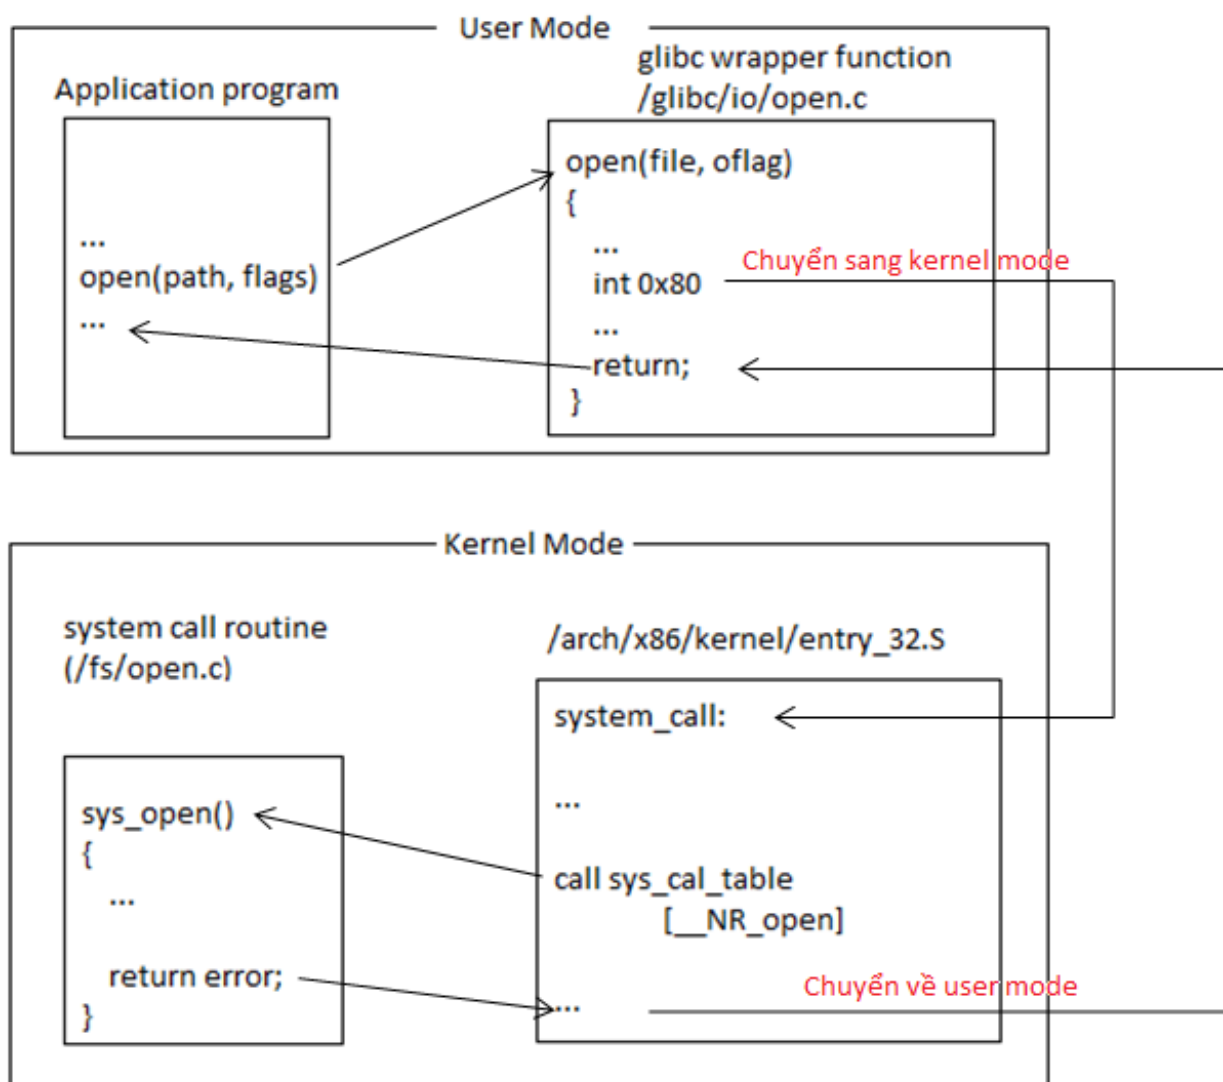 User Mode
Application program
glibc wrapper function
/glibc/io/open.c
...
open(path, flags)
...
open(file, oflag)
{
...
int 0x80
...
return;
}
Chuyển sang kernel mode
Kernel Mode
system call routine
(/fs/open.c)
/arch/x86/kernel/entry_32.S
sys_open()
{
...
return error;
}
system_call:
...
call sys_cal_table
[__NR_open]
...
Chuyển về user mode